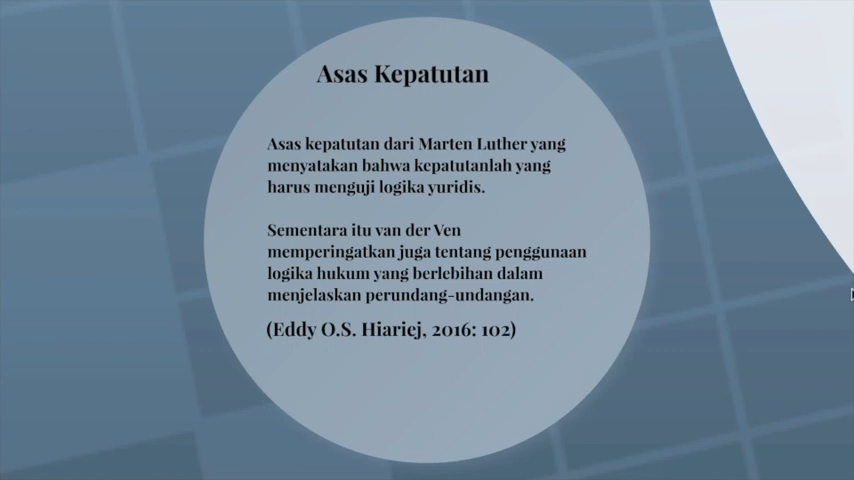 Asas Kepatutan
Asas kepatutan dari Marten Luther yang
menyatakan bahwa kepatutanlah yang
harus menguji logika yuridis.
Sementara itu van der Ven
memperingatkan juga tentang penggunaan
logika hukum yang berlebihan dalam
menjelaskan perundang-undangan.
(Eddy O.S. Hiariej, 2016: 102)